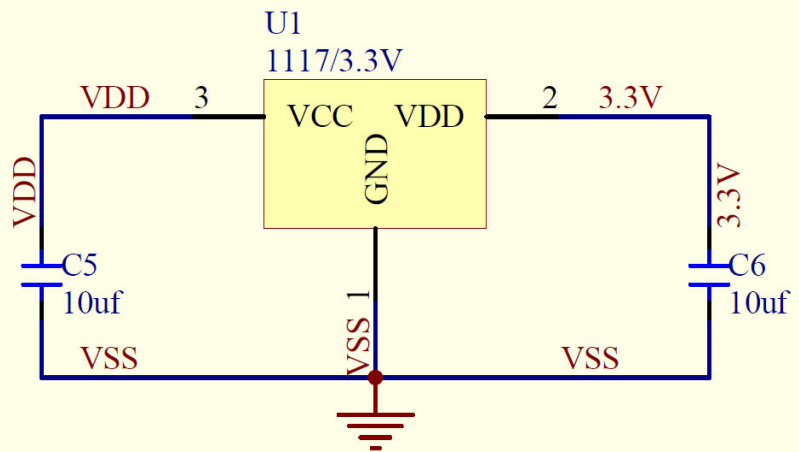 U1
1117/3.3V
VDD 3 VCC VDD 2 3.3V
GND
VDD
3.3V
C5
10uf
C6
10uf
1
VSS
VSS
VSS